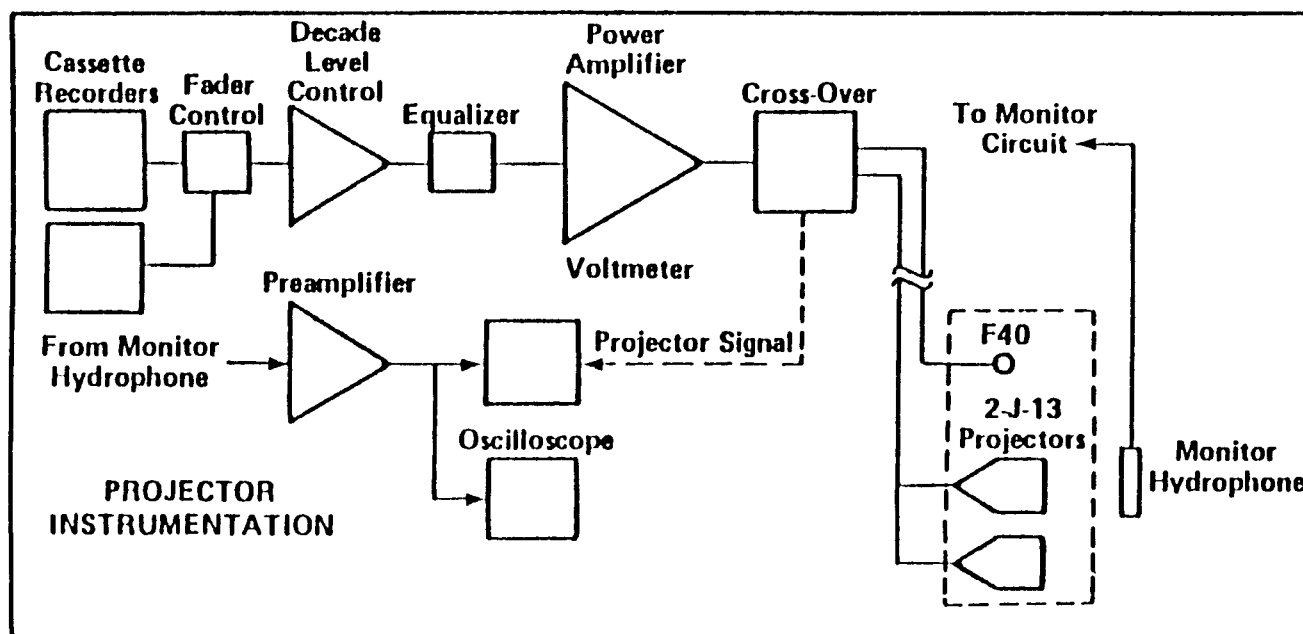 Cassette
Recorders
Fader
Control
Decade
Level
Control
Equalizer
Power
Amplifier
Cross-Over
To Monitor
Circuit
Preamplifier
Voltmeter
From Monitor
Hydrophone
Projector Signal
F40
2-J-13
Projectors
Oscilloscope
Monitor
Hydrophone
PROJECTOR
INSTRUMENTATION